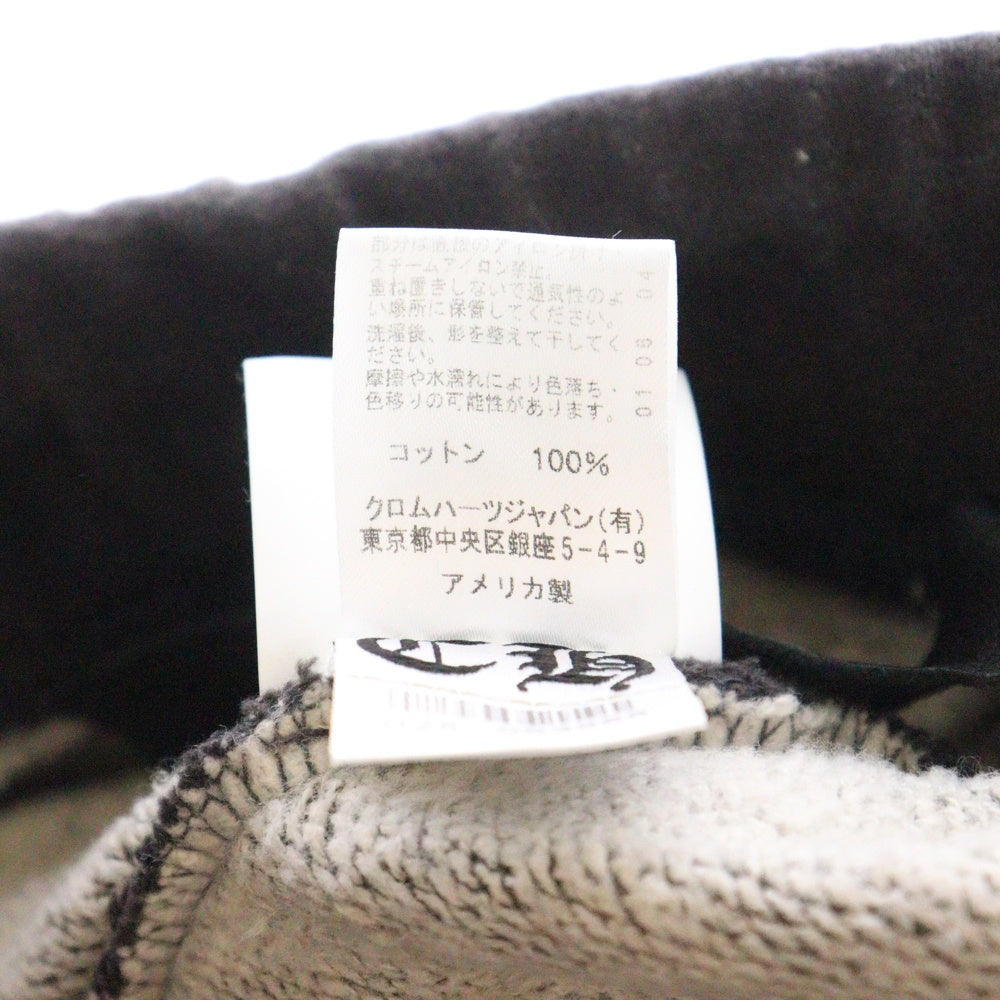 スチームアイロン禁止。
重ね置きしないで通気性のよ
い場所に保管してください。
洗濯後、形を整えて干してく
ださい。
摩擦や水濡れにより色落ち・
色移りの可能性があります。
01 06 04
コットン 100%
クロムハーツジャパン(有)
東京都中央区銀座5-4-9
アメリカ製